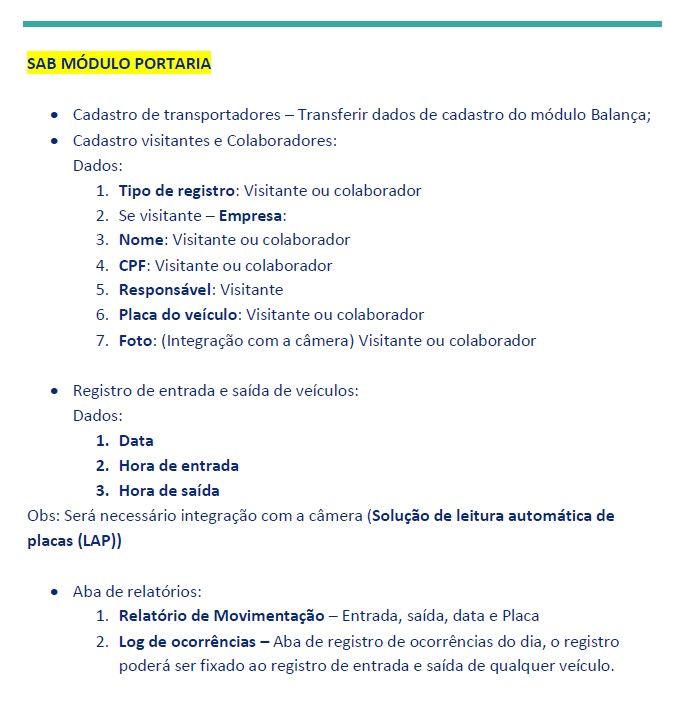 SAB MÓDULO PORTARIA
• Cadastro de transportadores – Transferir dados de cadastro do módulo Balança;
• Cadastro visitantes e Colaboradores:
Dados:
1. Tipo de registro: Visitante ou colaborador
2. Se visitante – Empresa:
3. Nome: Visitante ou colaborador
4. CPF: Visitante ou colaborador
5. Responsável: Visitante
6. Placa do veículo: Visitante ou colaborador
7. Foto: (Integração com a câmera) Visitante ou colaborador
• Registro de entrada e saída de veículos:
Dados:
1. Data
2. Hora de entrada
3. Hora de saída
Obs: Será necessário integração com a câmera (Solução de leitura automática de
placas (LAP))
• Aba de relatórios:
1. Relatório de Movimentação – Entrada, saída, data e Placa
2. Log de ocorrências – Aba de registro de ocorrências do dia, o registro
poderá ser fixado ao registro de entrada e saída de qualquer veículo.